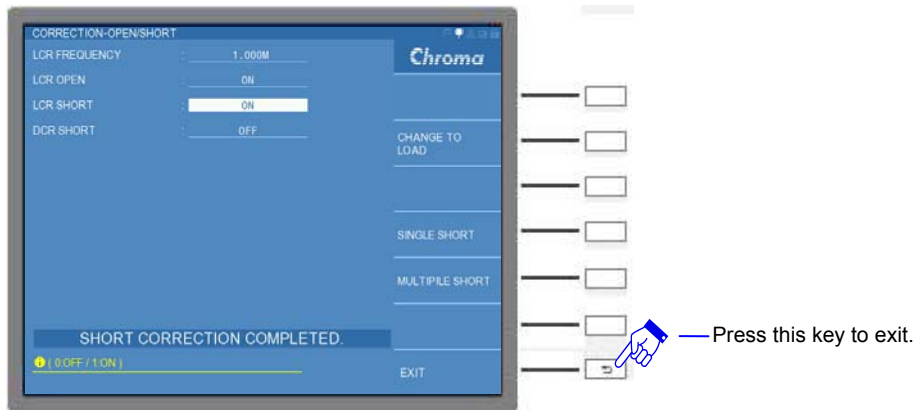 CORRECTION-OPEN/SHORT
LCR FREQUENCY : 1.000M
LCR OPEN : ON
LCR SHORT : ON
DCR SHORT : OFF
SHORT CORRECTION COMPLETED.
( 0:OFF / 1:ON )
Chroma
CHANGE TO
LOAD
SINGLE SHORT
MULTIPILE SHORT
EXIT
Press this key to exit.